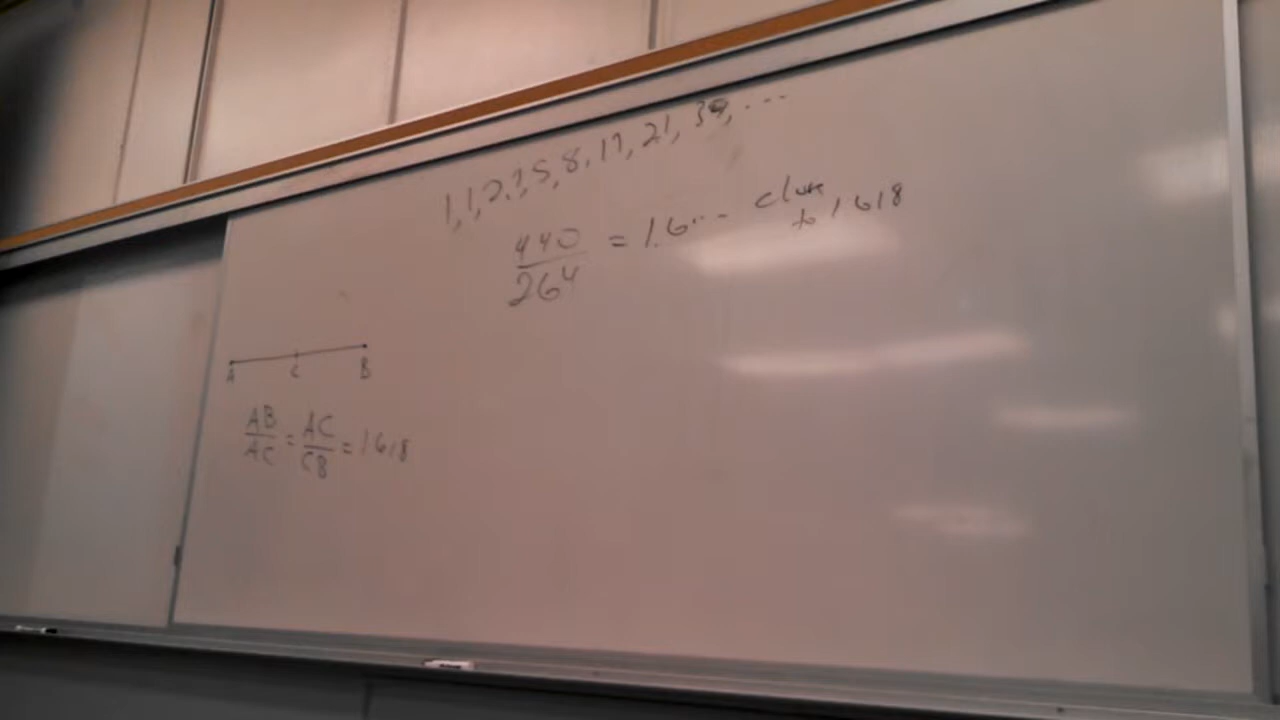 1, 1, 2, 3, 5, 8, 13, 21, 34, ...
440/264 = 1.6... close to 1.618
A C B
AB/AC = AC/CB = 1.618